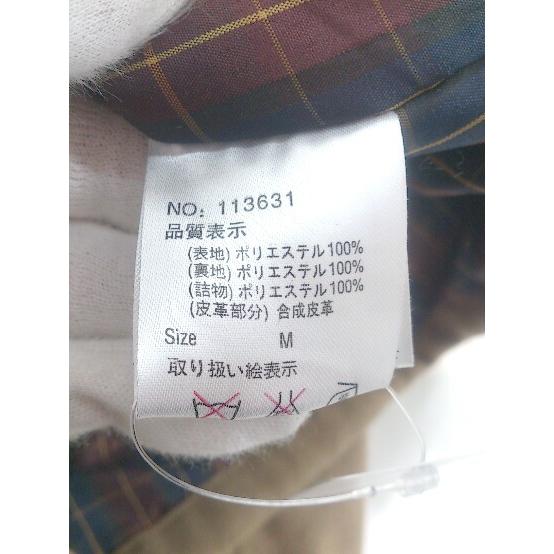 NO: 113631
品質表示
(表地) ポリエステル100%
(裏地) ポリエステル100%
(詰物) ポリエステル100%
(皮革部分) 合成皮革
Size M
取り扱い絵表示